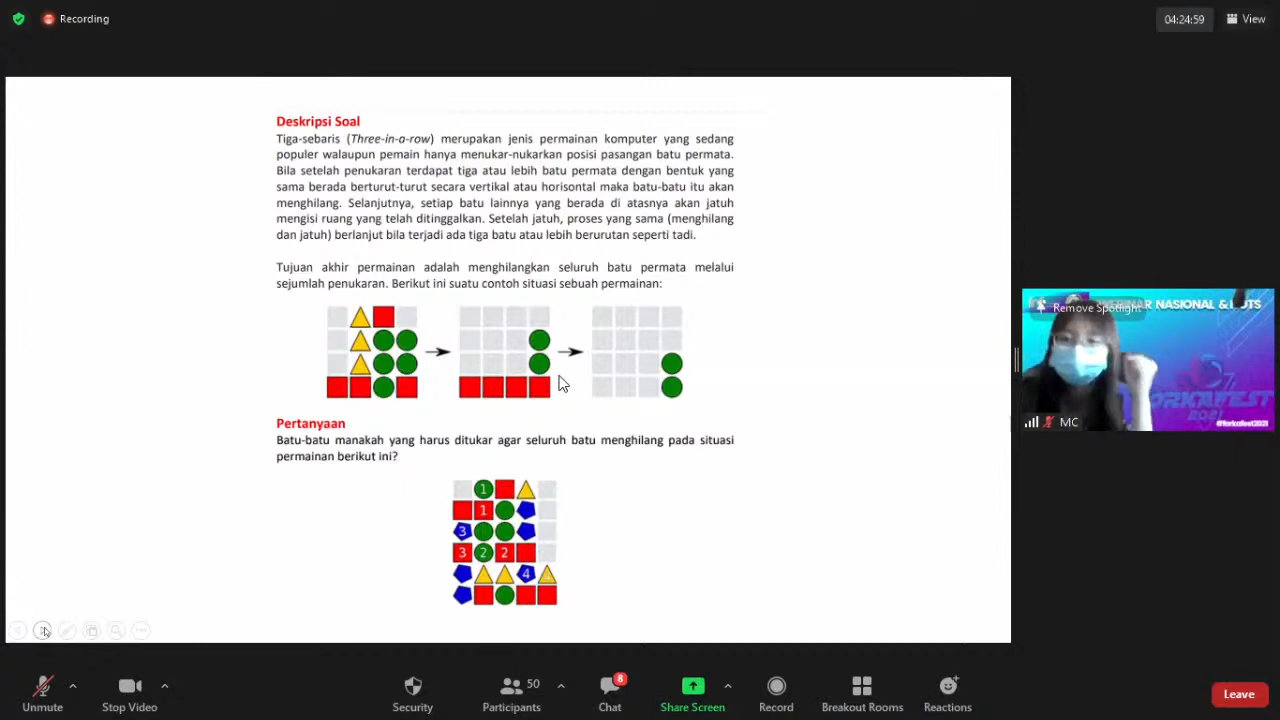 Recording
04:24:59
View
Deskripsi Soal
Tiga-sebaris (Three-in-a-row) merupakan jenis permainan komputer yang sedang
populer walaupun pemain hanya menukar-nukarkan posisi pasangan batu permata.
Bila setelah penukaran terdapat tiga atau lebih batu permata dengan bentuk yang
sama berada berturut-turut secara vertikal atau horisontal maka batu-batu itu akan
menghilang. Selanjutnya, setiap batu lainnya yang berada di atasnya akan jatuh
mengisi ruang yang telah ditinggalkan. Setelah jatuh, proses yang sama (menghilang
dan jatuh) berlanjut bila terjadi ada tiga batu atau lebih berurutan seperti tadi.
Tujuan akhir permainan adalah menghilangkan seluruh batu permata melalui
sejumlah penukaran. Berikut ini suatu contoh situasi sebuah permainan:
Pertanyaan
Batu-batu manakah yang harus ditukar agar seluruh batu menghilang pada situasi
permainan berikut ini?
1
1
3
3 2 2
4
NAR NASIONAL &
Remove Spotlight
FORKAFEST
2021
#forkafest2021
MC
Unmute
Stop Video
Security
50
Participants
8
Chat
Share Screen
Record
Breakout Rooms
Reactions
Leave